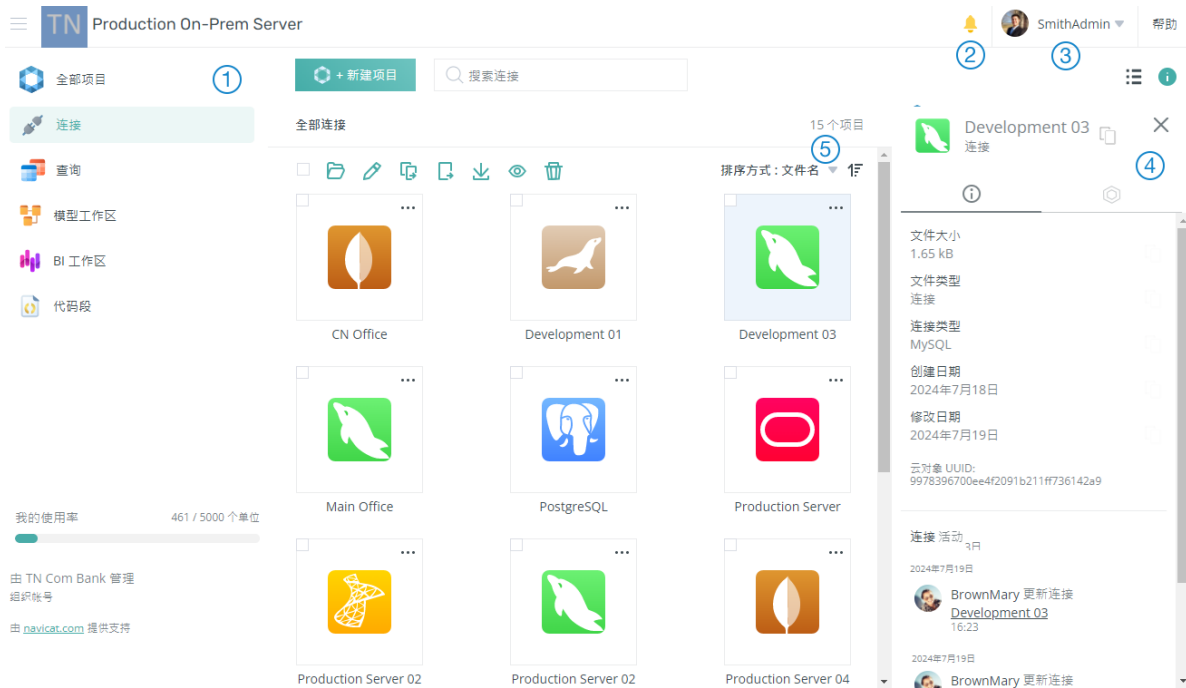 TN Production On-Prem Server
②
SmithAdmin
③
帮助
全部项目
①
连接
查询
模型工作区
BI 工作区
代码段
我的使用率
461 / 5000 个单位
由 TN Com Bank 管理
组织帐号
由 navicat.com 提供支持
+ 新建项目
搜索连接
全部连接
15 个项目
⑤
排序方式 : 文件名
CN Office
Development 01
Development 03
Main Office
PostgreSQL
Production Server
Production Server 02
Production Server 02
Production Server 04
Development 03
连接
④
文件大小
1.65 kB
文件类型
连接
连接类型
MySQL
创建日期
2024年7月18日
修改日期
2024年7月19日
云对象 UUID:
9978396700ee4f2091b211ff736142a9
连接 活动
2024年7月19日
BrownMary 更新连接
Development 03
16:23
2024年7月19日
BrownMary 更新连接